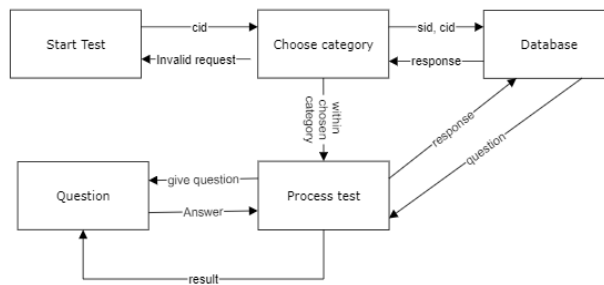 cid
sid, cid
Start Test
Choose category
Database
Invalid request
response
within
chosen
category
response
question
give question
Question
Process test
Answer
result